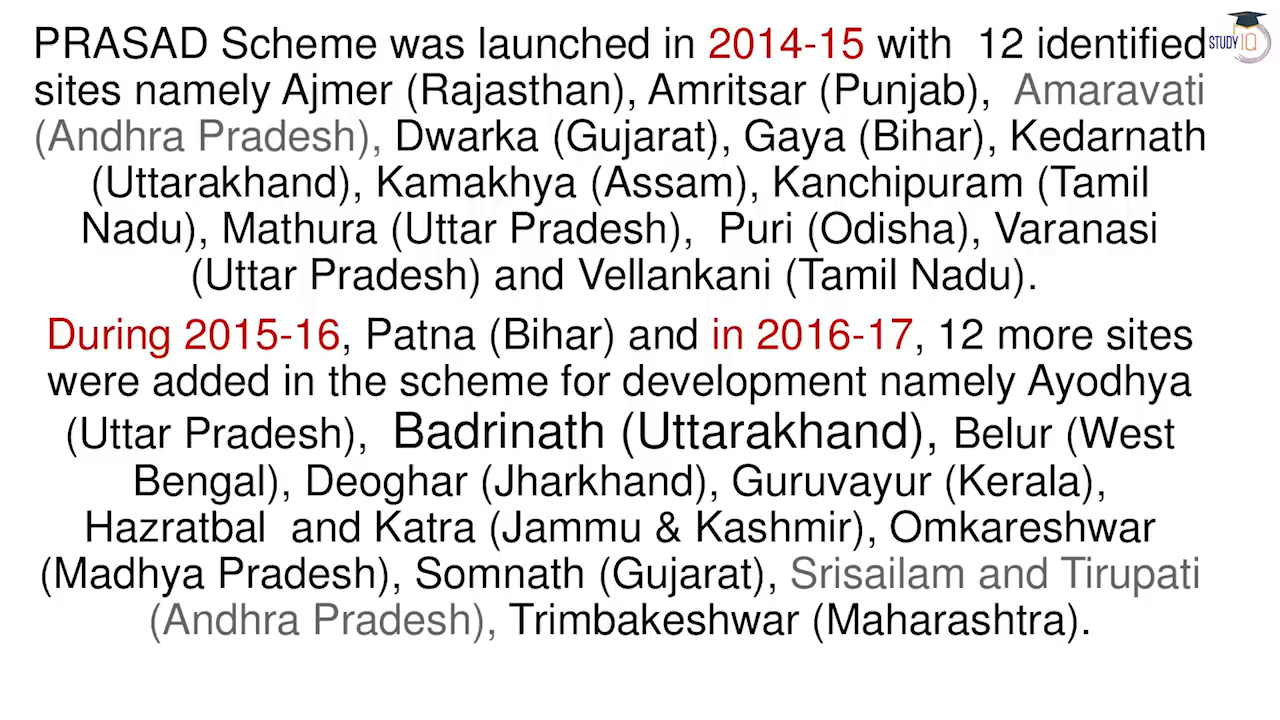 PRASAD Scheme was launched in 2014-15 with 12 identified
STUDY IQ
sites namely Ajmer (Rajasthan), Amritsar (Punjab), Amaravati
(Andhra Pradesh), Dwarka (Gujarat), Gaya (Bihar), Kedarnath
(Uttarakhand), Kamakhya (Assam), Kanchipuram (Tamil
Nadu), Mathura (Uttar Pradesh), Puri (Odisha), Varanasi
(Uttar Pradesh) and Vellankani (Tamil Nadu).
During 2015-16, Patna (Bihar) and in 2016-17, 12 more sites
were added in the scheme for development namely Ayodhya
(Uttar Pradesh), Badrinath (Uttarakhand), Belur (West
Bengal), Deoghar (Jharkhand), Guruvayur (Kerala),
Hazratbal and Katra (Jammu & Kashmir), Omkareshwar
(Madhya Pradesh), Somnath (Gujarat), Srisailam and Tirupati
(Andhra Pradesh), Trimbakeshwar (Maharashtra).